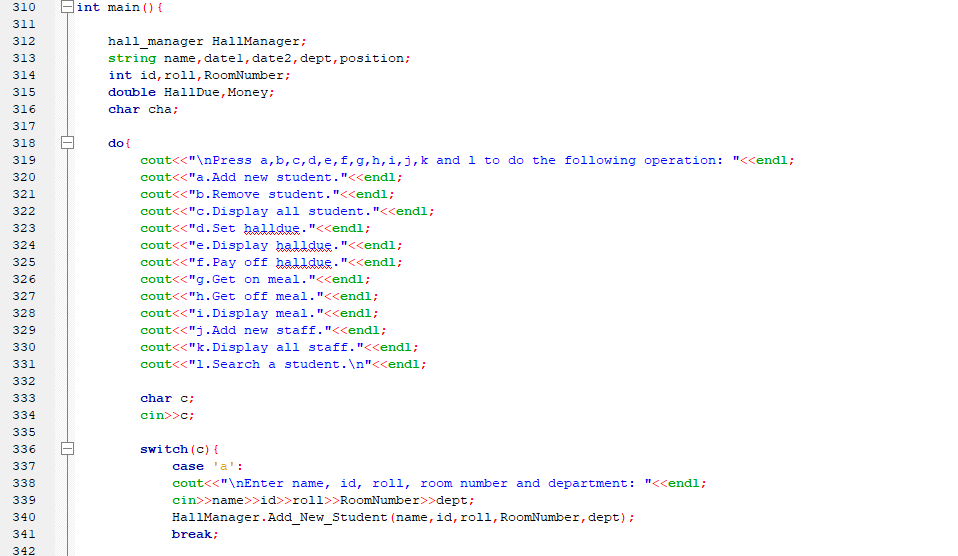 310 int main(){
311
312 hall_manager HallManager;
313 string name,date1,date2,dept,position;
314 int id,roll,RoomNumber;
315 double HallDue,Money;
316 char cha;
317
318 do{
319 cout<<"\nPress a,b,c,d,e,f,g,h,i,j,k and l to do the following operation: "<<endl;
320 cout<<"a.Add new student."<<endl;
321 cout<<"b.Remove student."<<endl;
322 cout<<"c.Display all student."<<endl;
323 cout<<"d.Set halldue."<<endl;
324 cout<<"e.Display halldue."<<endl;
325 cout<<"f.Pay off halldue."<<endl;
326 cout<<"g.Get on meal."<<endl;
327 cout<<"h.Get off meal."<<endl;
328 cout<<"i.Display meal."<<endl;
329 cout<<"j.Add new staff."<<endl;
330 cout<<"k.Display all staff."<<endl;
331 cout<<"l.Search a student.\n"<<endl;
332
333 char c;
334 cin>>c;
335
336 switch(c){
337 case 'a':
338 cout<<"\nEnter name, id, roll, room number and department: "<<endl;
339 cin>>name>>id>>roll>>RoomNumber>>dept;
340 HallManager.Add_New_Student(name,id,roll,RoomNumber,dept);
341 break;
342